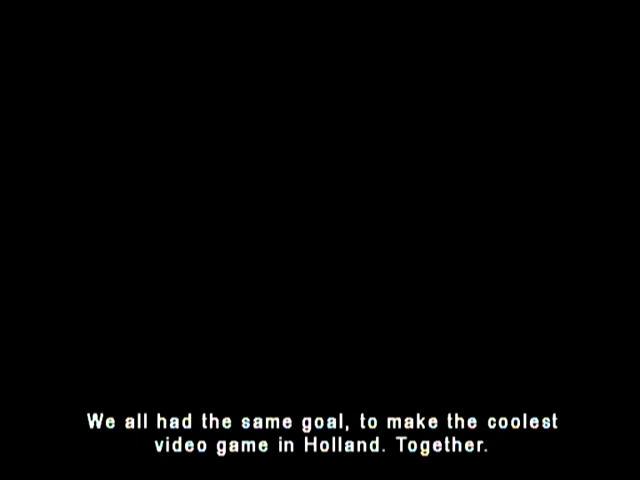 We all had the same goal, to make the coolest
video game in Holland. Together.